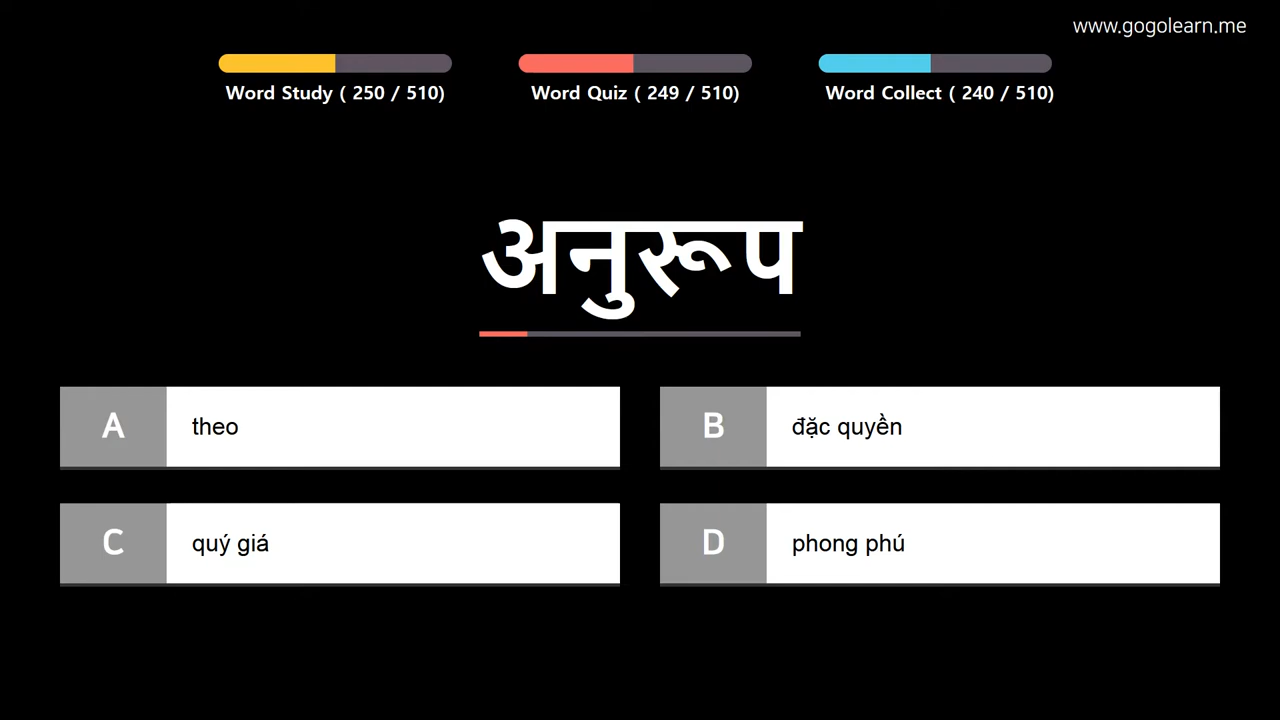 www.gogolearn.me
Word Study ( 250 / 510)
Word Quiz ( 249 / 510)
Word Collect ( 240 / 510)
अनुरूप
A theo
B đặc quyền
C quý giá
D phong phú